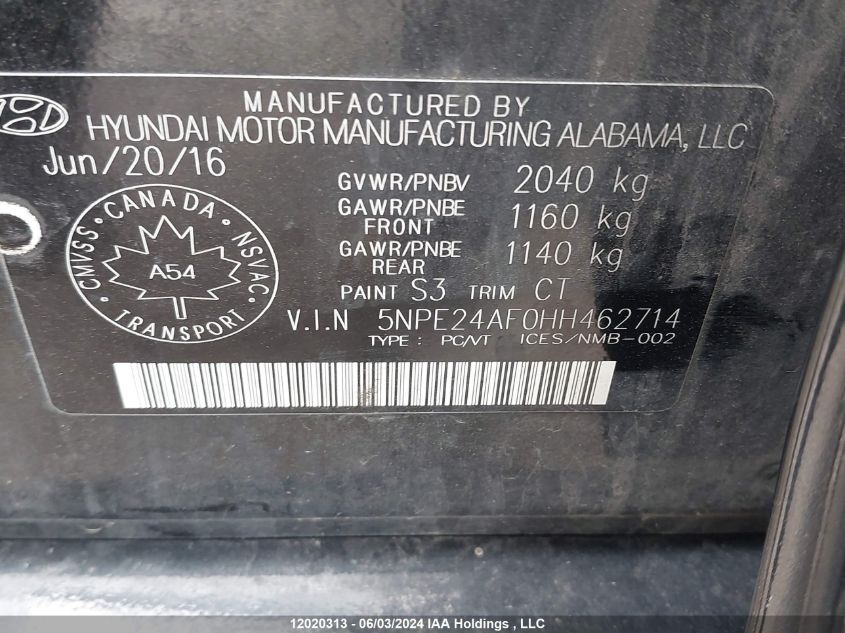 MANUFACTURED BY
HYUNDAI MOTOR MANUFACTURING ALABAMA, LLC
Jun/20/16
GVWR/PNBV 2040 kg
GAWR/PNBE FRONT 1160 kg
GAWR/PNBE REAR 1140 kg
PAINT S3 TRIM CT
CANADA
CMVSS • NSVAC
A54
TRANSPORT
V.I.N 5NPE24AF0HH462714
TYPE : PC/VT ICES/NMB-002
12020313 - 06/03/2024 IAA Holdings , LLC